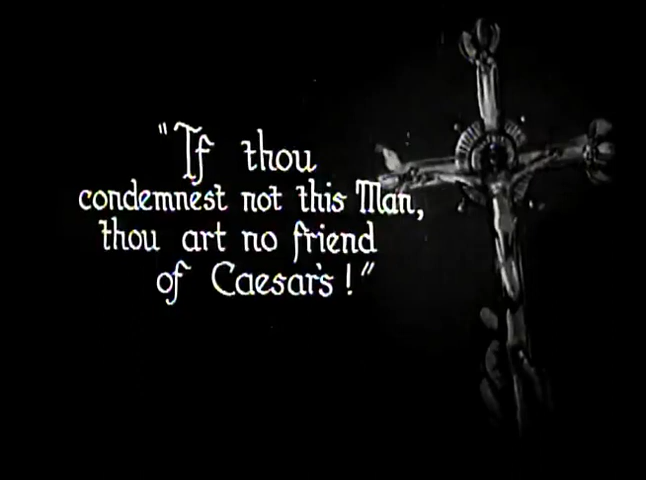 "If thou
condemnest not this Man,
thou art no friend
of Caesar's!"